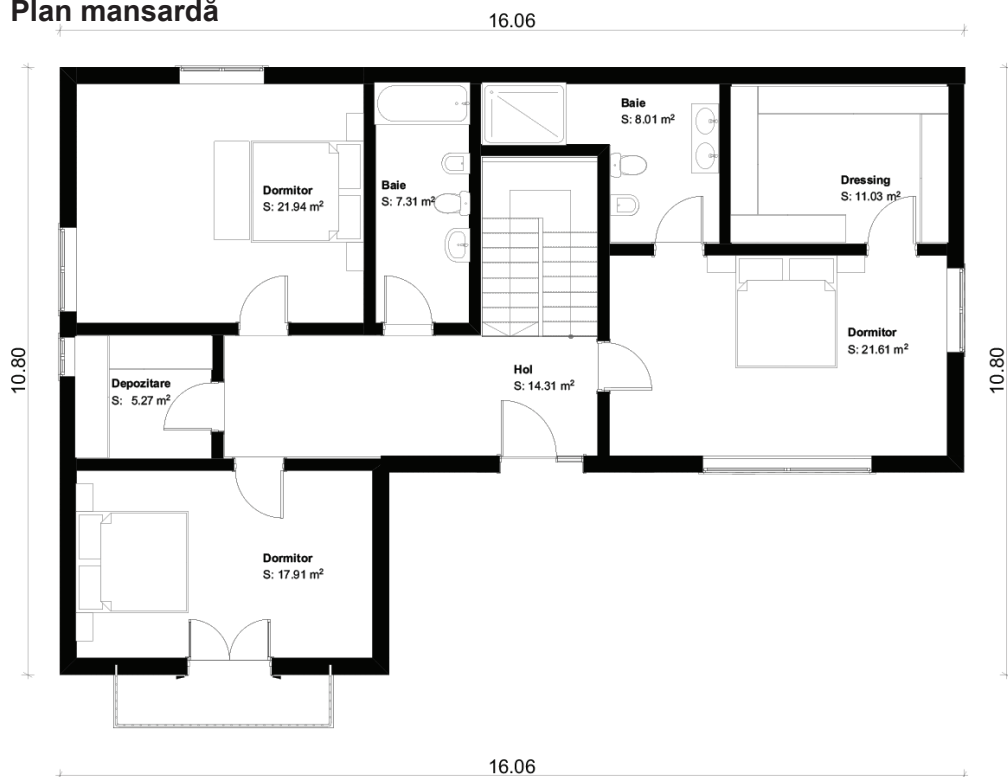 Plan mansardă
16.06
Baie
S: 8.01 m²
Dormitor
S: 21.94 m²
Baie
S: 7.31 m²
Dressing
S: 11.03 m²
Dormitor
S: 21.61 m²
10.80
10.80
Depozitare
S: 5.27 m²
Hol
S: 14.31 m²
Dormitor
S: 17.91 m²
16.06